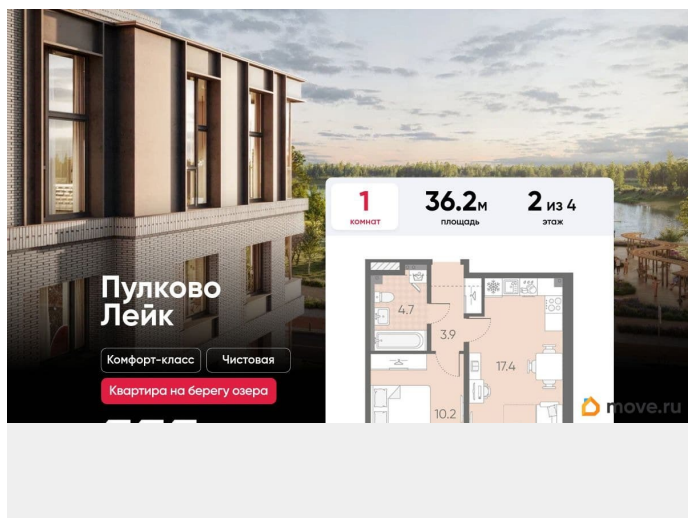 1
комнат
36.2м
площадь
2 из 4
этаж
Пулково
Лейк
Комфорт-класс
Чистовая
Квартира на берегу озера
4.7
3.9
17.4
10.2
move.ru